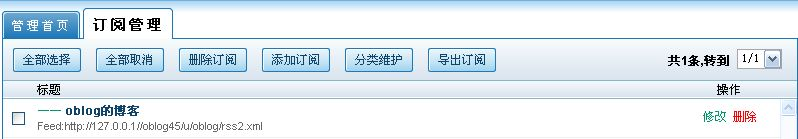 管理首页 订阅管理
全部选择 全部取消 删除订阅 添加订阅 分类维护 导出订阅 共1条,转到 1/1
标题 操作
—— oblog的博客 修改 删除
Feed:http://127.0.0.1//oblog45/u/oblog/rss2.xml